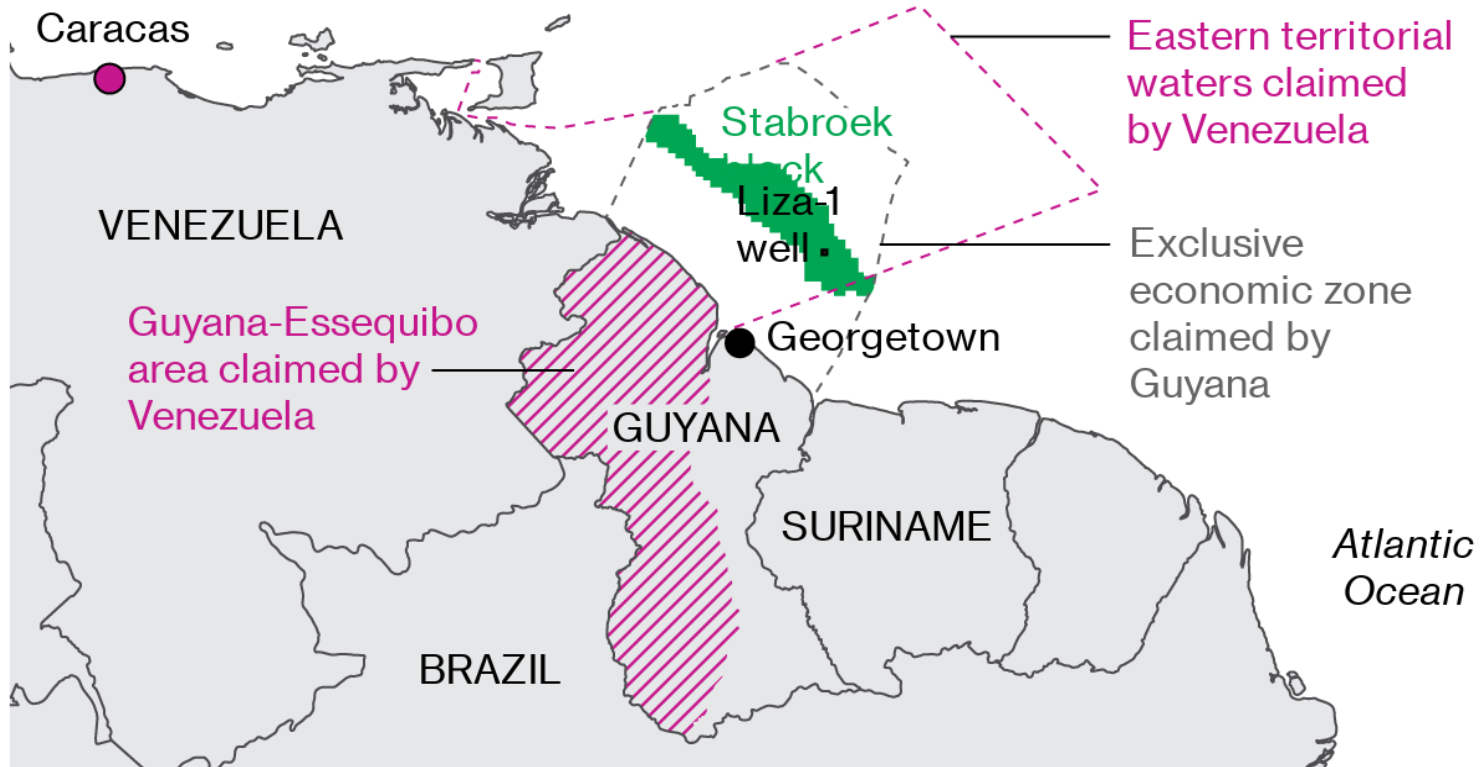 Caracas
Eastern territorial
waters claimed
by Venezuela
Stabroek
block
Liza-1
well
VENEZUELA
Exclusive
economic zone
claimed by
Guyana
Guyana-Essequibo
area claimed by
Venezuela
Georgetown
GUYANA
SURINAME
Atlantic
Ocean
BRAZIL